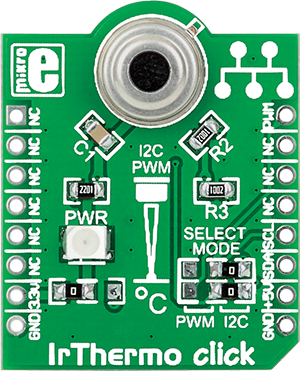 mikro
e
NC
NC
NC
NC
NC
NC
3.3V
GND
PWM
NC
NC
NC
SCL
SDA
+5V
GND
C1
I2C
PWM
R2
2201
2201
1002
R3
PWR
SELECT
MODE
0
0
0
°C
PWM I2C
IrThermo click